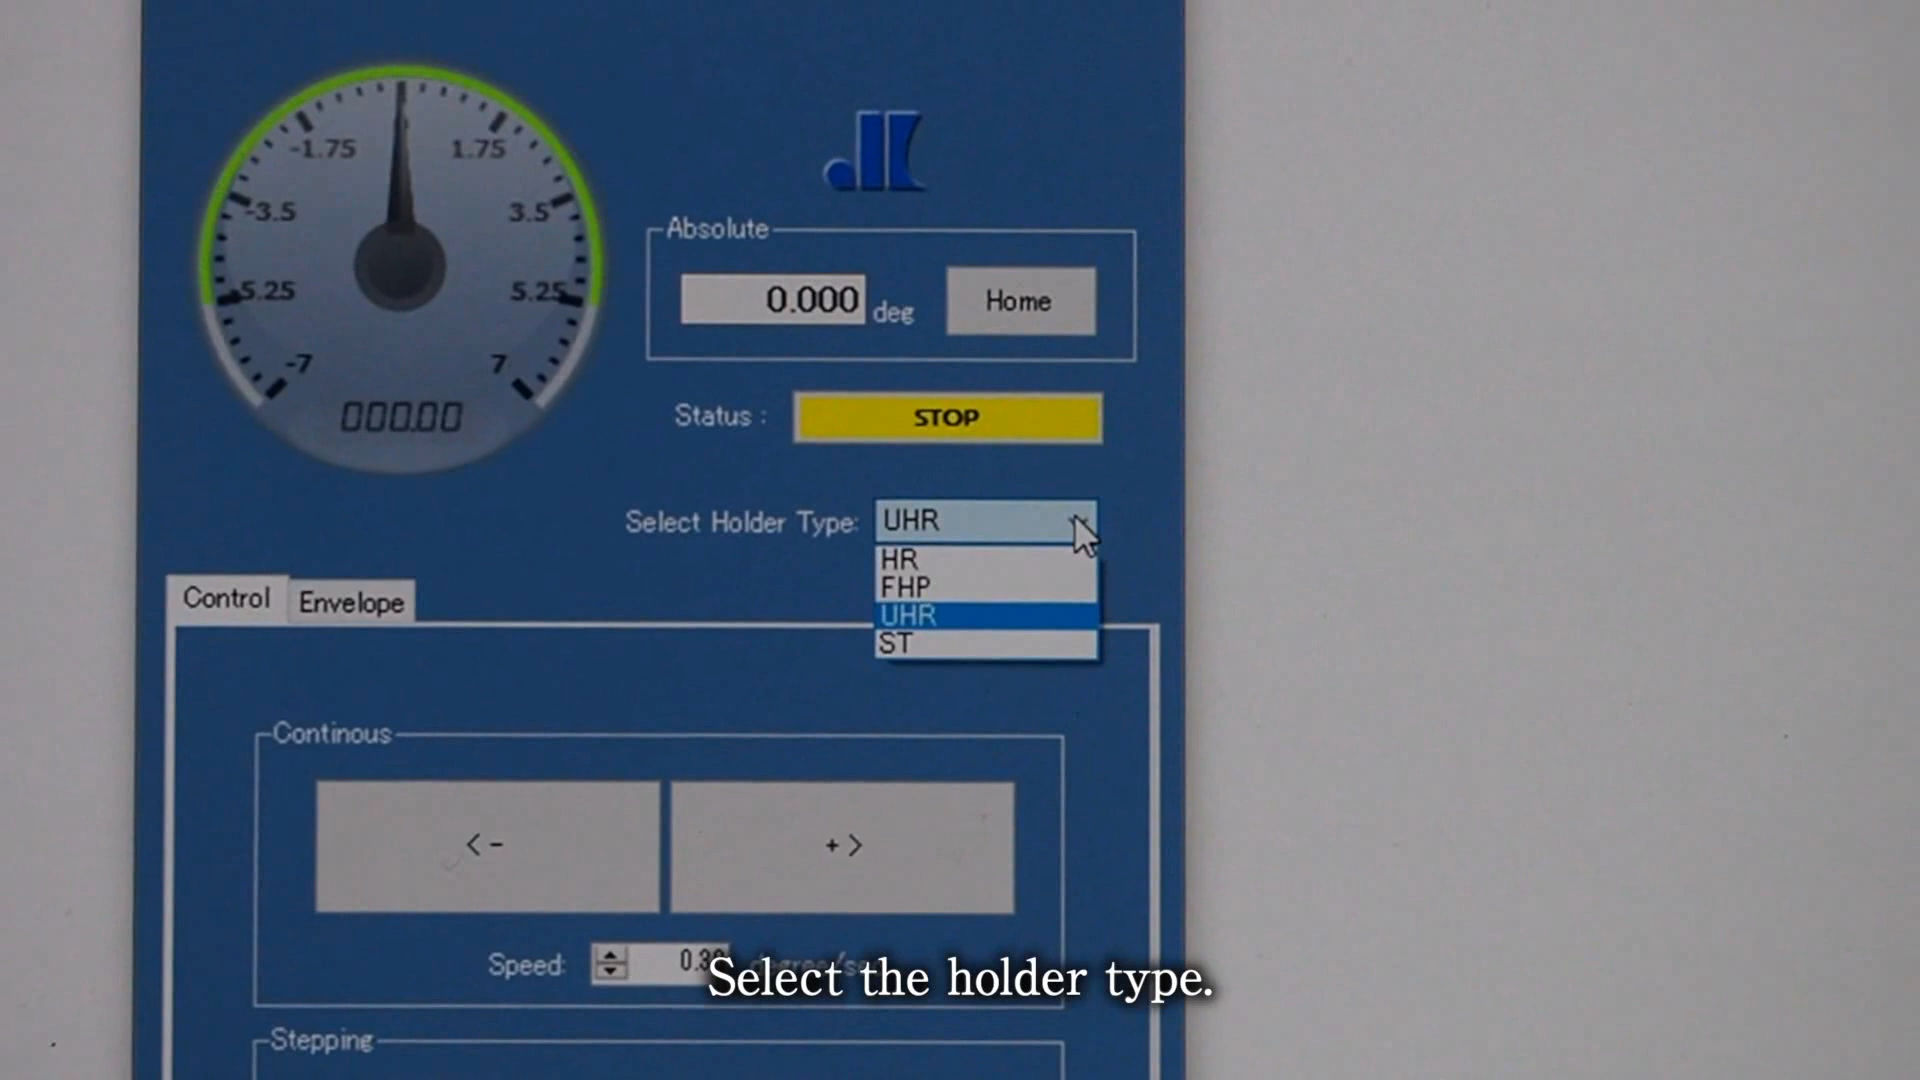 -1.75 1.75
-3.5 3.5
5.25 5.25
-7 7
000.00
Absolute
0.000 deg Home
Status : STOP
Select Holder Type: UHR
HR
FHP
UHR
ST
Control Envelope
Continous
< - + >
Speed:
Select the holder type.
Stepping